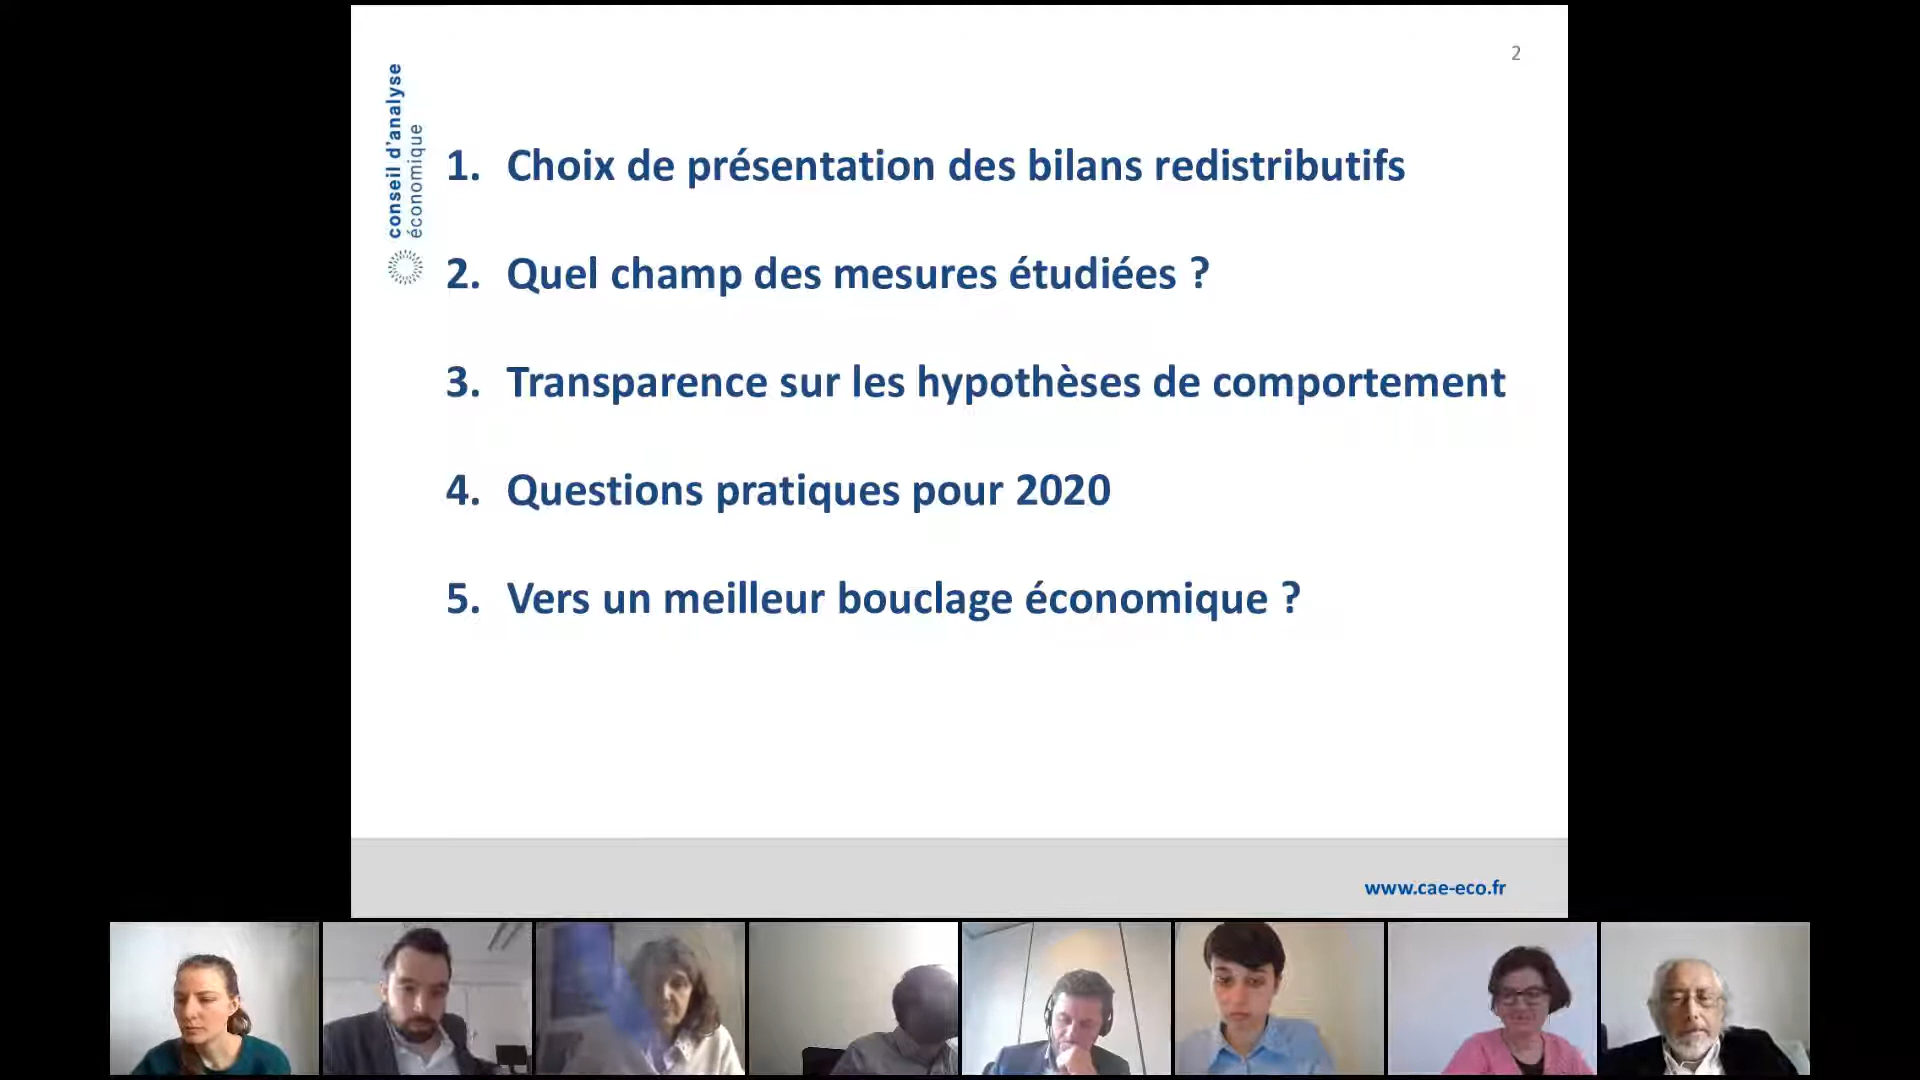 2
conseil d'analyse
économique
1. Choix de présentation des bilans redistributifs
2. Quel champ des mesures étudiées ?
3. Transparence sur les hypothèses de comportement
4. Questions pratiques pour 2020
5. Vers un meilleur bouclage économique ?
www.cae-eco.fr